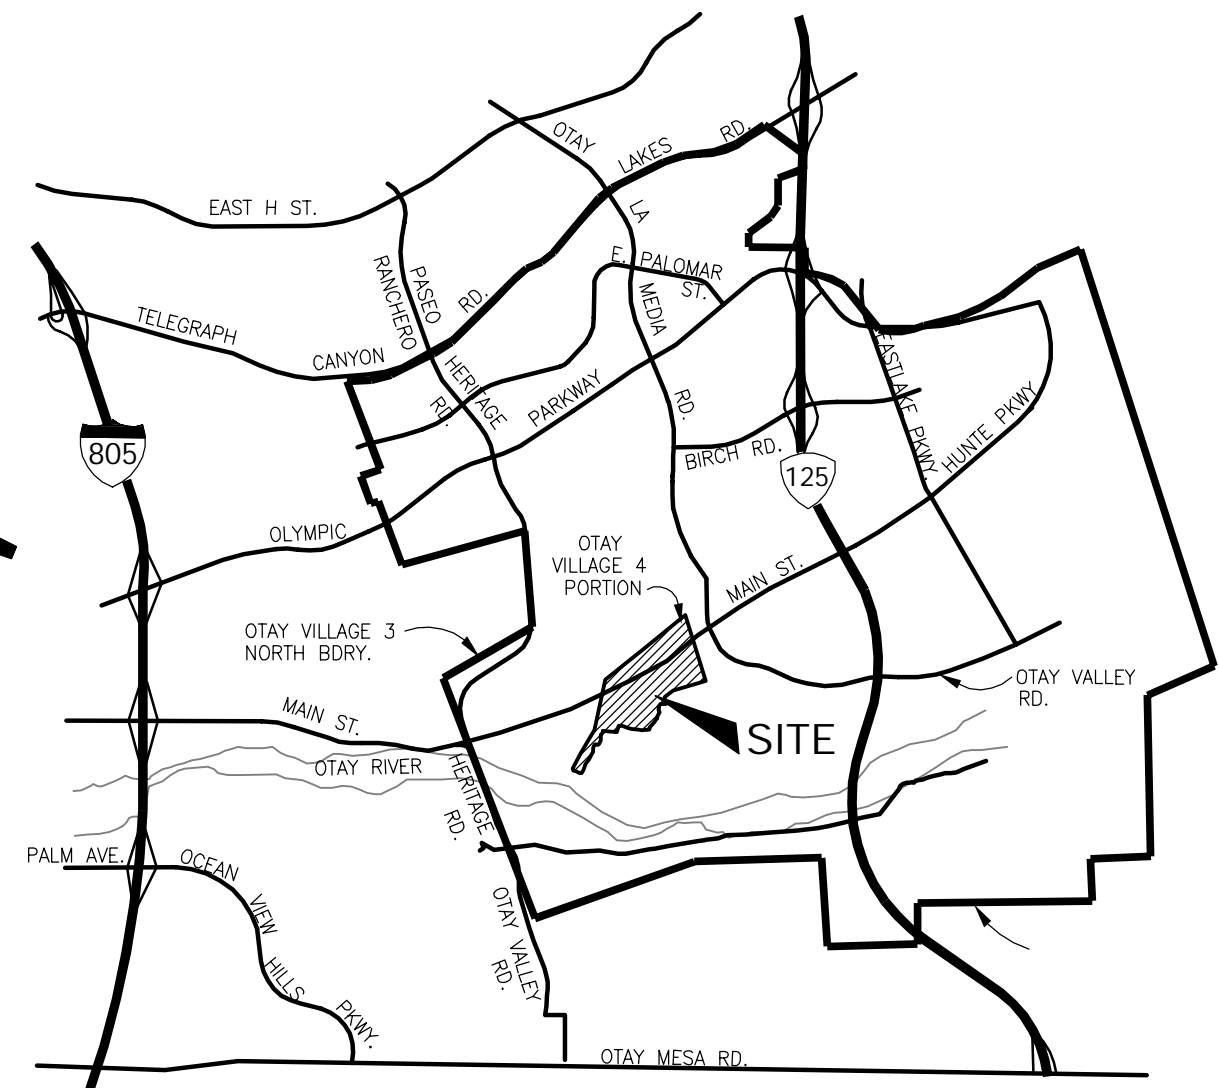 OTAY
LAKES
RD.
EAST H ST.
LA
E. PALOMAR
ST.
PASEO
RANCHERO
RD.
MEDIA
TELEGRAPH
CANYON
HERITAGE
RD.
PARKWAY
RD.
EASTLAKE PKWY.
HUNTE PKWY
805
BIRCH RD.
125
OLYMPIC
OTAY
VILLAGE 4
PORTION
MAIN ST.
OTAY VILLAGE 3
NORTH BDRY.
OTAY VALLEY
RD.
MAIN ST.
SITE
OTAY RIVER
HERITAGE
RD.
PALM AVE.
OCEAN
VIEW
HILLS
PKWY.
OTAY VALLEY
RD.
OTAY MESA RD.